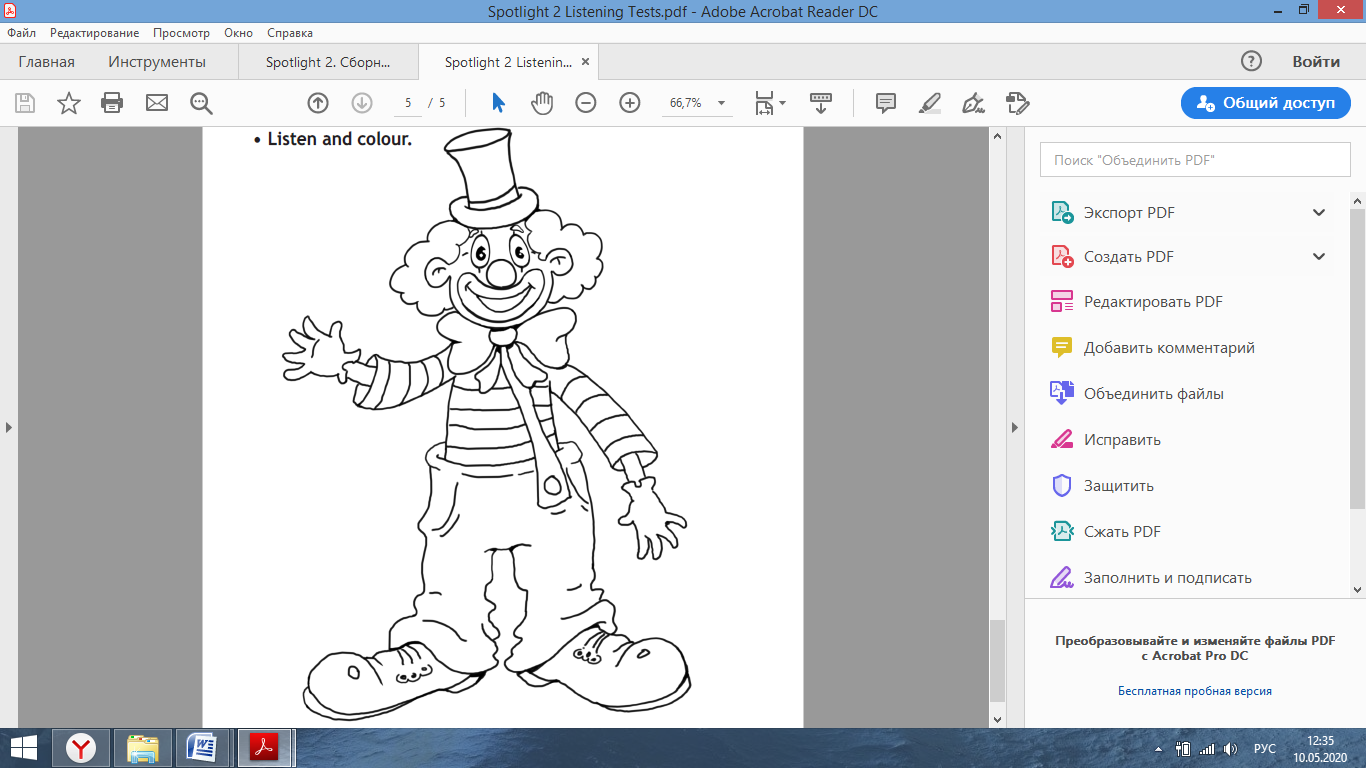 Spotlight 2 Listening Tests.pdf - Adobe Acrobat Reader DC
Файл Редактирование Просмотр Окно Справка
Главная Инструменты Spotlight 2. Сборн... Spotlight 2 Listenin... × Войти
5 / 5 66,7% Общий доступ
• Listen and colour.
Поиск "Объединить PDF"
Экспорт PDF
Создать PDF
Редактировать PDF
Добавить комментарий
Объединить файлы
Исправить
Защитить
Сжать PDF
Заполнить и подписать
Преобразовывайте и изменяйте файлы PDF
с Acrobat Pro DC
Бесплатная пробная версия
РУС 12:35
10.05.2020